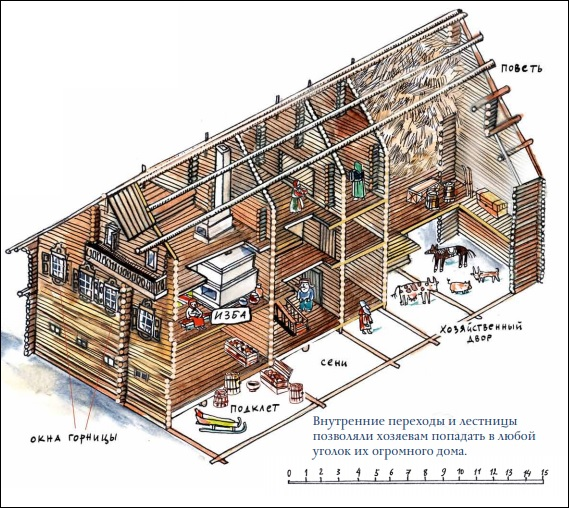 ПОВЕТЬ
ИЗБА
ХОЗЯЙСТВЕННЫЙ
ДВОР
СЕНИ
ПОДКЛЕТ
ОКНА ГОРНИЦЫ
Внутренние переходы и лестницы
позволяли хозяевам попадать в любой
уголок их огромного дома.
0 1 2 3 4 5 6 7 8 9 10 11 12 13 14 15